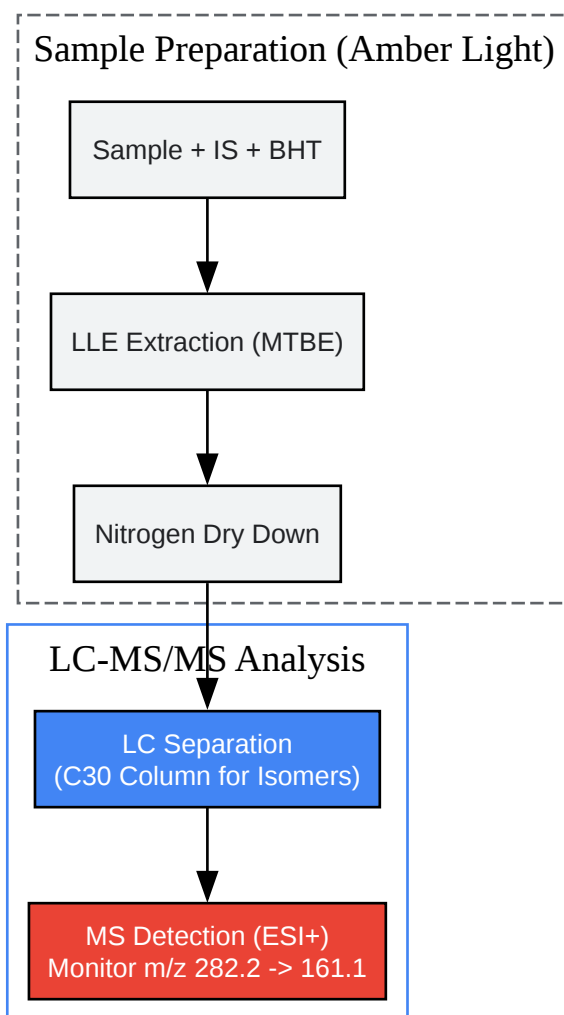 Sample Preparation (Amber Light)
Sample + IS + BHT
LLE Extraction (MTBE)
Nitrogen Dry Down
LC-MS/MS Analysis
LC Separation
(C30 Column for Isomers)
MS Detection (ESI+)
Monitor m/z 282.2 -> 161.1